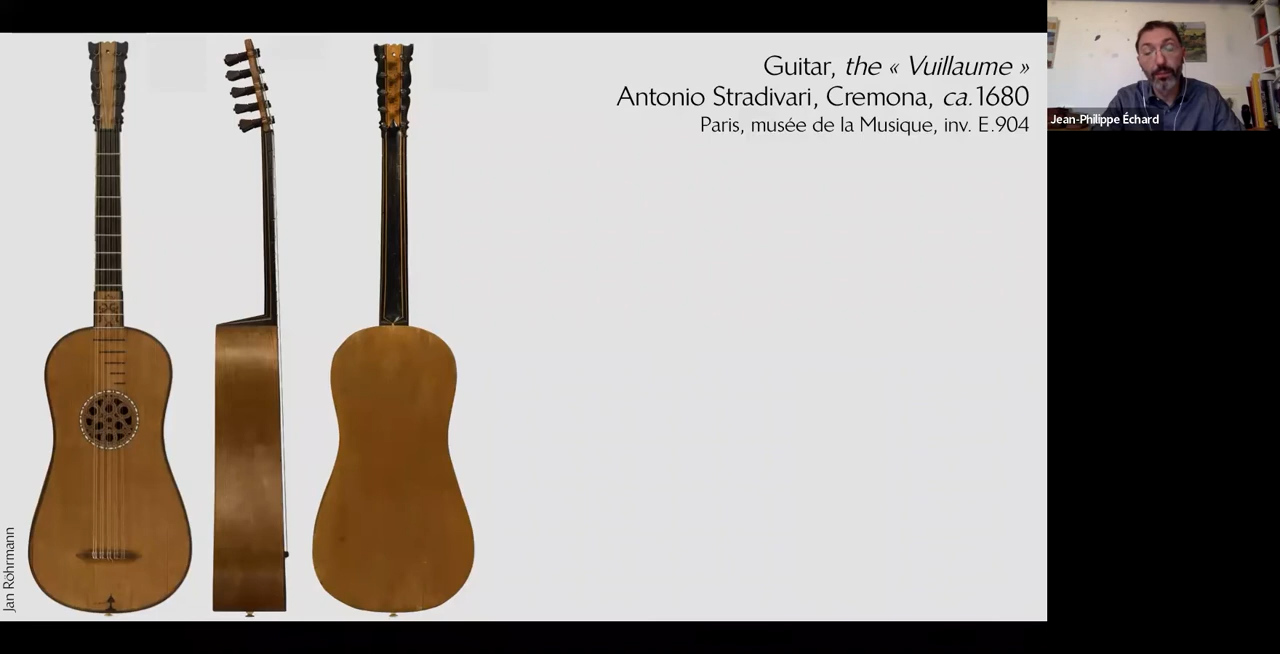 Guitar, the « Vuillaume »
Antonio Stradivari, Cremona, ca.1680
Paris, musée de la Musique, inv. E.904
Jean-Philippe Échard
Jan Röhrmann